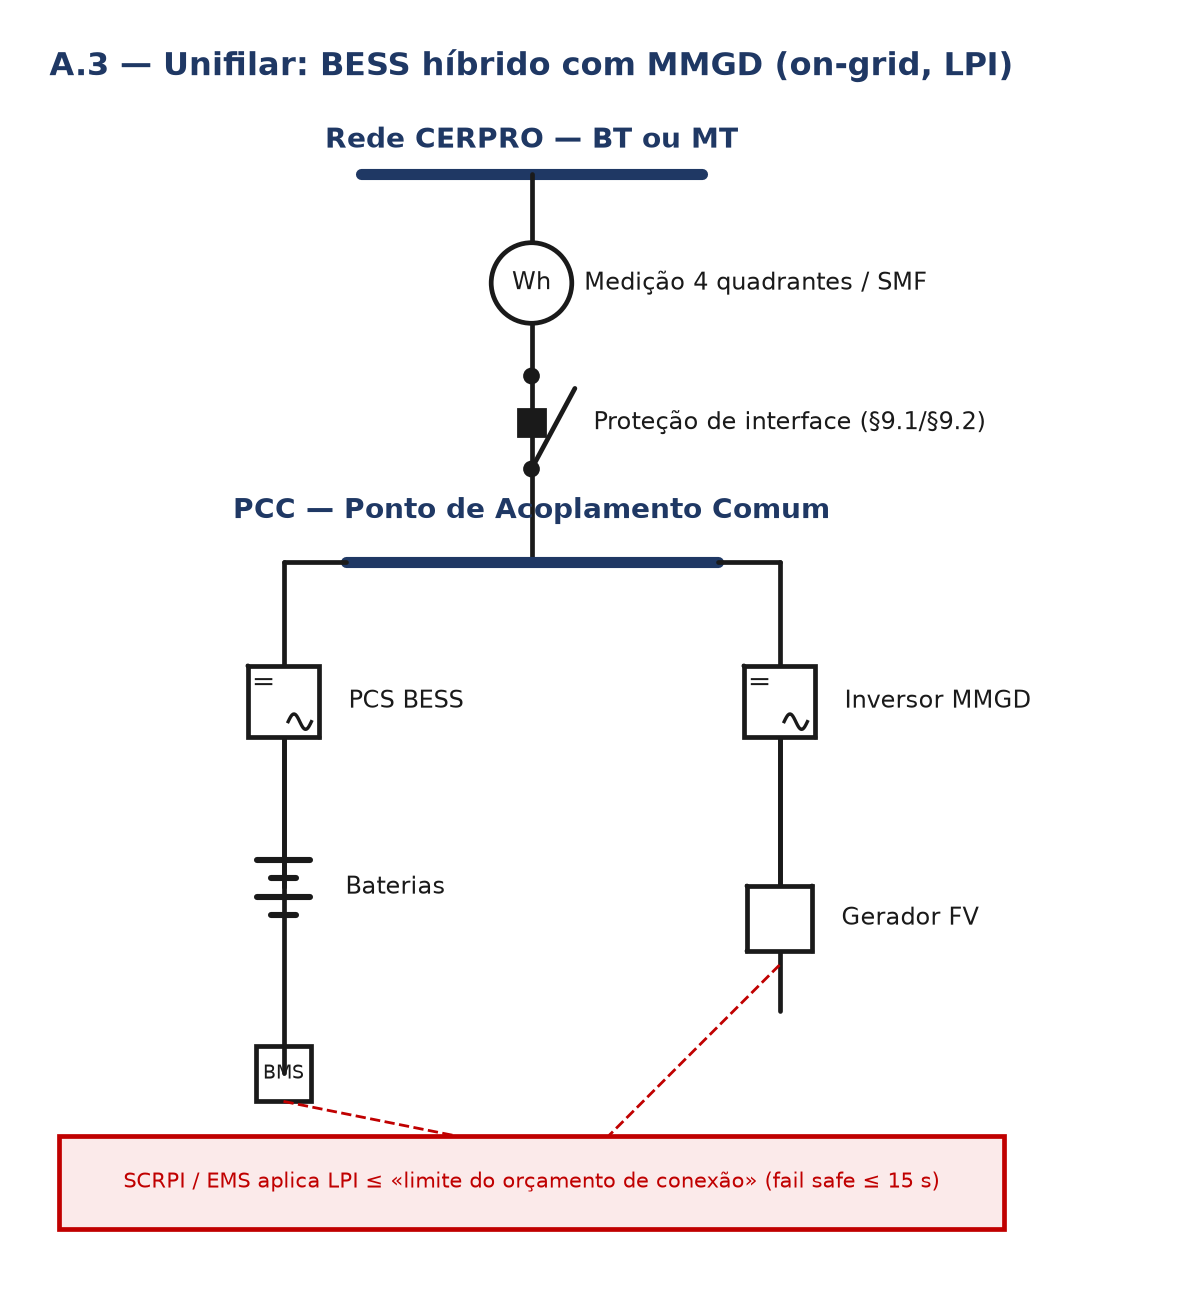 A.3 — Unifilar: BESS híbrido com MMGD (on-grid, LPI)
Rede CERPRO — BT ou MT
Wh
Medição 4 quadrantes / SMF
Proteção de interface (§9.1/§9.2)
PCC — Ponto de Acoplamento Comum
PCS BESS
Inversor MMGD
Baterias
Gerador FV
BMS
SCRPI / EMS aplica LPI ≤ «limite do orçamento de conexão» (fail safe ≤ 15 s)